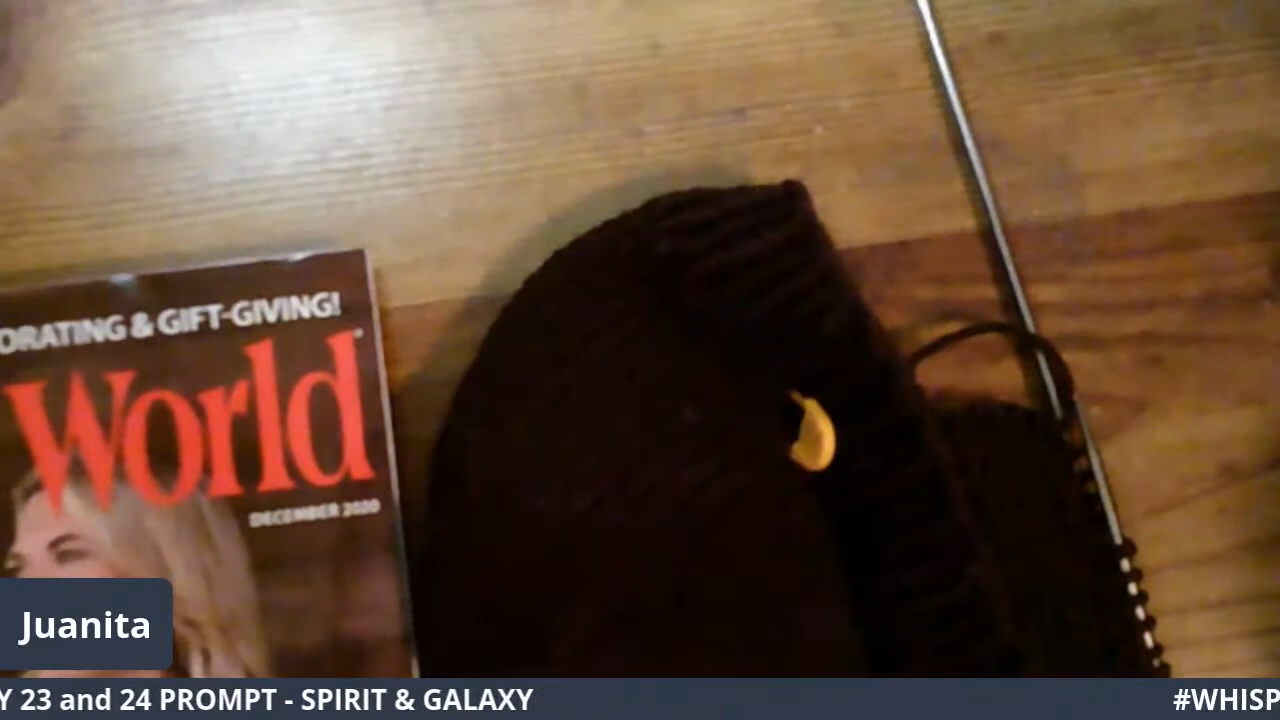 ORATING & GIFT-GIVING!
World
DECEMBER 2020
Juanita
Y 23 and 24 PROMPT - SPIRIT & GALAXY
#WHISP